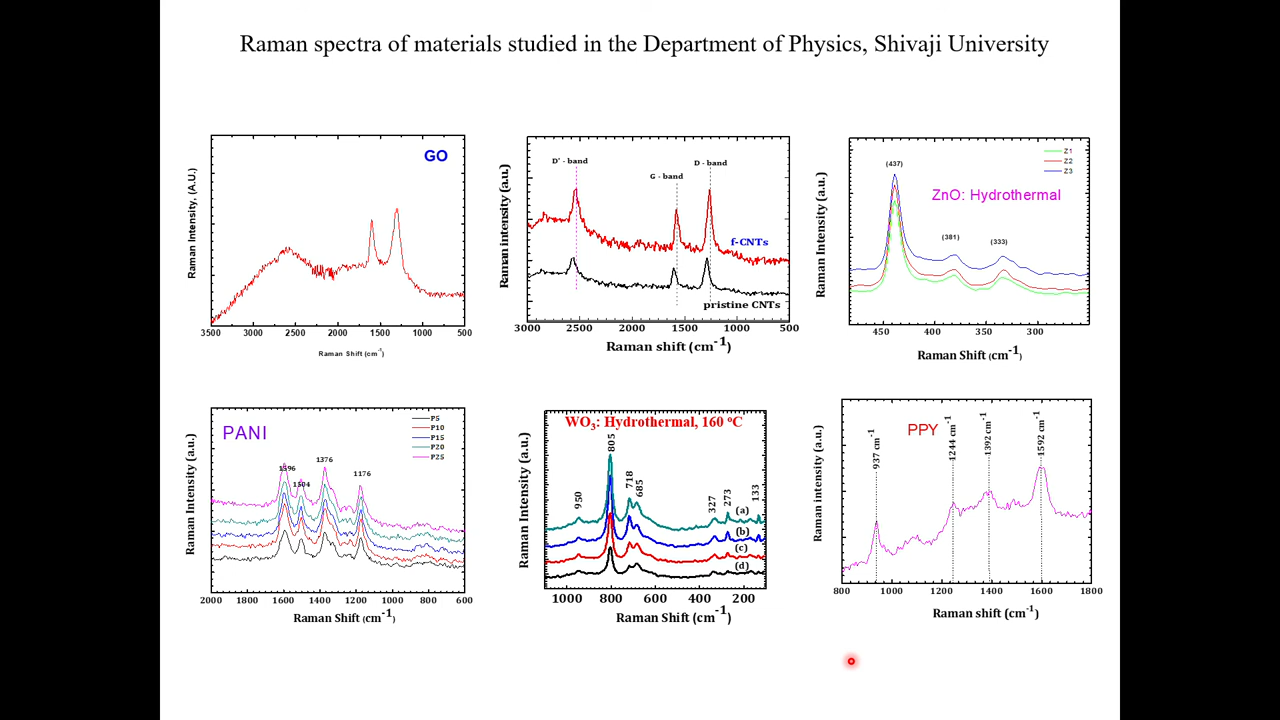 Raman spectra of materials studied in the Department of Physics, Shivaji University
GO
Raman Intensity, (A.U.)
3500 3000 2500 2000 1500 1000 500
Raman Shift (cm-1)
D' - band
G - band
D - band
f-CNTs
pristine CNTs
Raman intensity (a.u.)
3000 2500 2000 1500 1000 500
Raman shift (cm-1)
Z1
Z2
Z3
(437)
ZnO: Hydrothermal
(381)
(333)
Raman Intensity (a.u.)
450 400 350 300
Raman Shift (cm-1)
PANI
P5
P10
P15
P20
P25
1596
1504
1376
1176
Raman Intensity (a.u.)
2000 1800 1600 1400 1200 1000 800 600
Raman Shift (cm-1)
WO3: Hydrothermal, 160 oC
950
805
718
685
327
273
133
(a)
(b)
(c)
(d)
Raman Intensity (a.u.)
1000 800 600 400 200
Raman Shift (cm-1)
PPY
937 cm-1
1244 cm-1
1392 cm-1
1592 cm-1
Raman intensity (a.u.)
800 1000 1200 1400 1600 1800
Raman shift (cm-1)